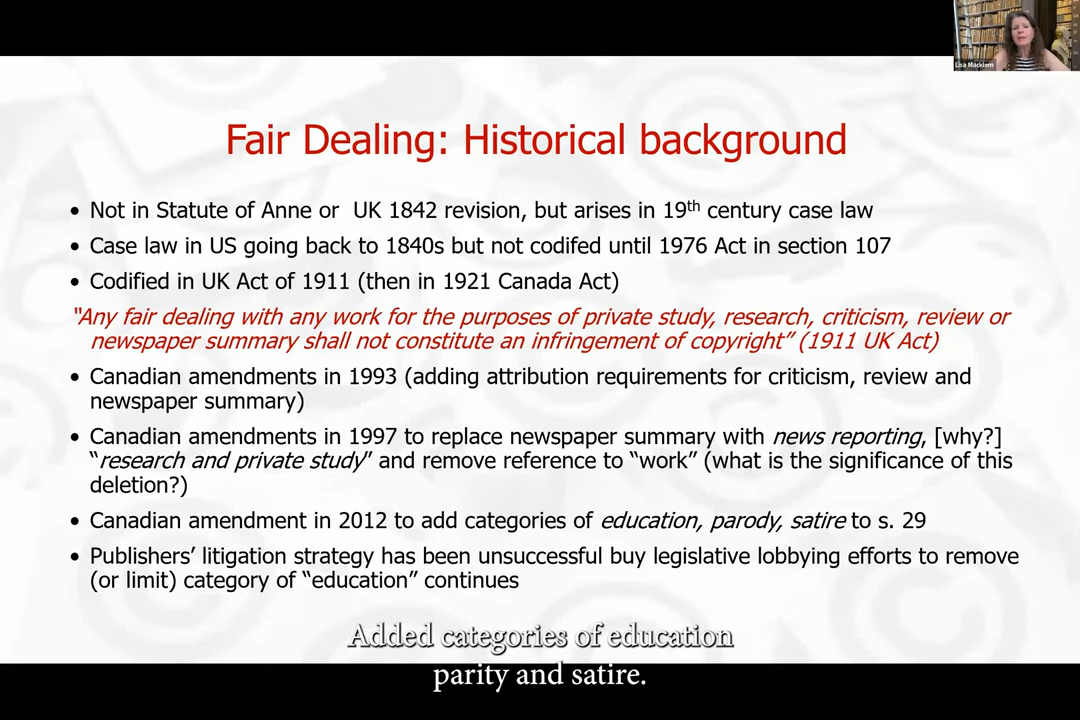 Lisa Macklem
Fair Dealing: Historical background
• Not in Statute of Anne or UK 1842 revision, but arises in 19th century case law
• Case law in US going back to 1840s but not codifed until 1976 Act in section 107
• Codified in UK Act of 1911 (then in 1921 Canada Act)
"Any fair dealing with any work for the purposes of private study, research, criticism, review or
newspaper summary shall not constitute an infringement of copyright" (1911 UK Act)
• Canadian amendments in 1993 (adding attribution requirements for criticism, review and
newspaper summary)
• Canadian amendments in 1997 to replace newspaper summary with news reporting, [why?]
"research and private study" and remove reference to "work" (what is the significance of this
deletion?)
• Canadian amendment in 2012 to add categories of education, parody, satire to s. 29
• Publishers' litigation strategy has been unsuccessful buy legislative lobbying efforts to remove
(or limit) category of "education" continues
Added categories of education
parity and satire.